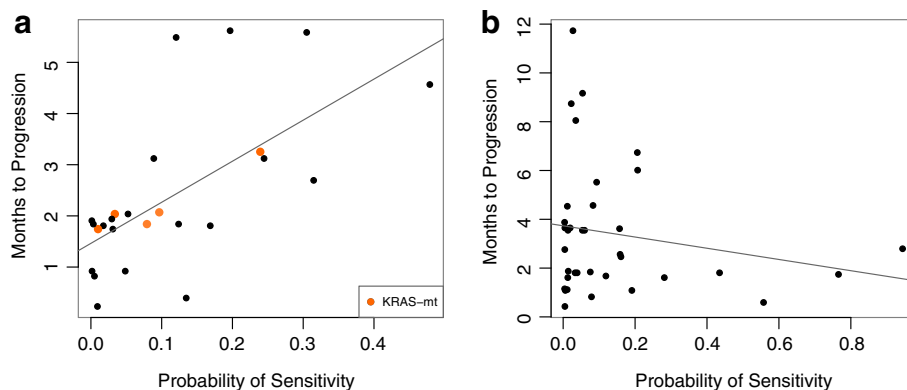 a
Months to Progression
5
4
3
2
1
0.0 0.1 0.2 0.3 0.4
Probability of Sensitivity
KRAS-mt
b
Months to Progression
12
10
8
6
4
2
0
0.0 0.2 0.4 0.6 0.8
Probability of Sensitivity